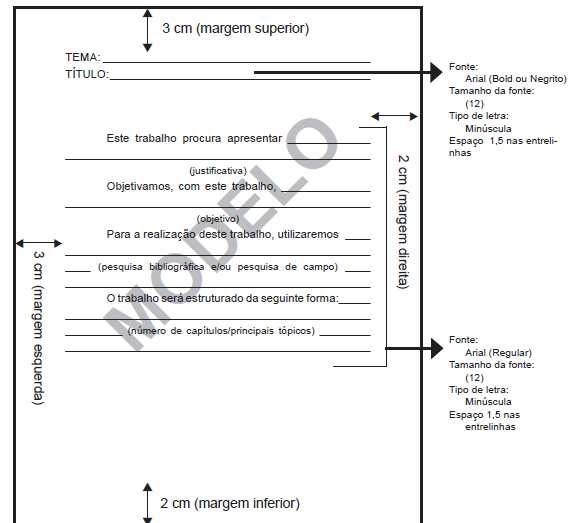 3 cm (margem superior)
TEMA:
TÍTULO:
Fonte:
Arial (Bold ou Negrito)
Tamanho da fonte:
(12)
Tipo de letra:
Minúscula
Espaço 1,5 nas entreli-
nhas
Este trabalho procura apresentar
(justificativa)
Objetivamos, com este trabalho,
(objetivo)
Para a realização deste trabalho, utilizaremos
(pesquisa bibliográfica e/ou pesquisa de campo)
O trabalho será estruturado da seguinte forma:
(número de capítulos/principais tópicos)
MODELO
2 cm (margem direita)
3 cm (margem esquerda)
Fonte:
Arial (Regular)
Tamanho da fonte:
(12)
Tipo de letra:
Minúscula
Espaço 1,5 nas
entrelinhas
2 cm (margem inferior)